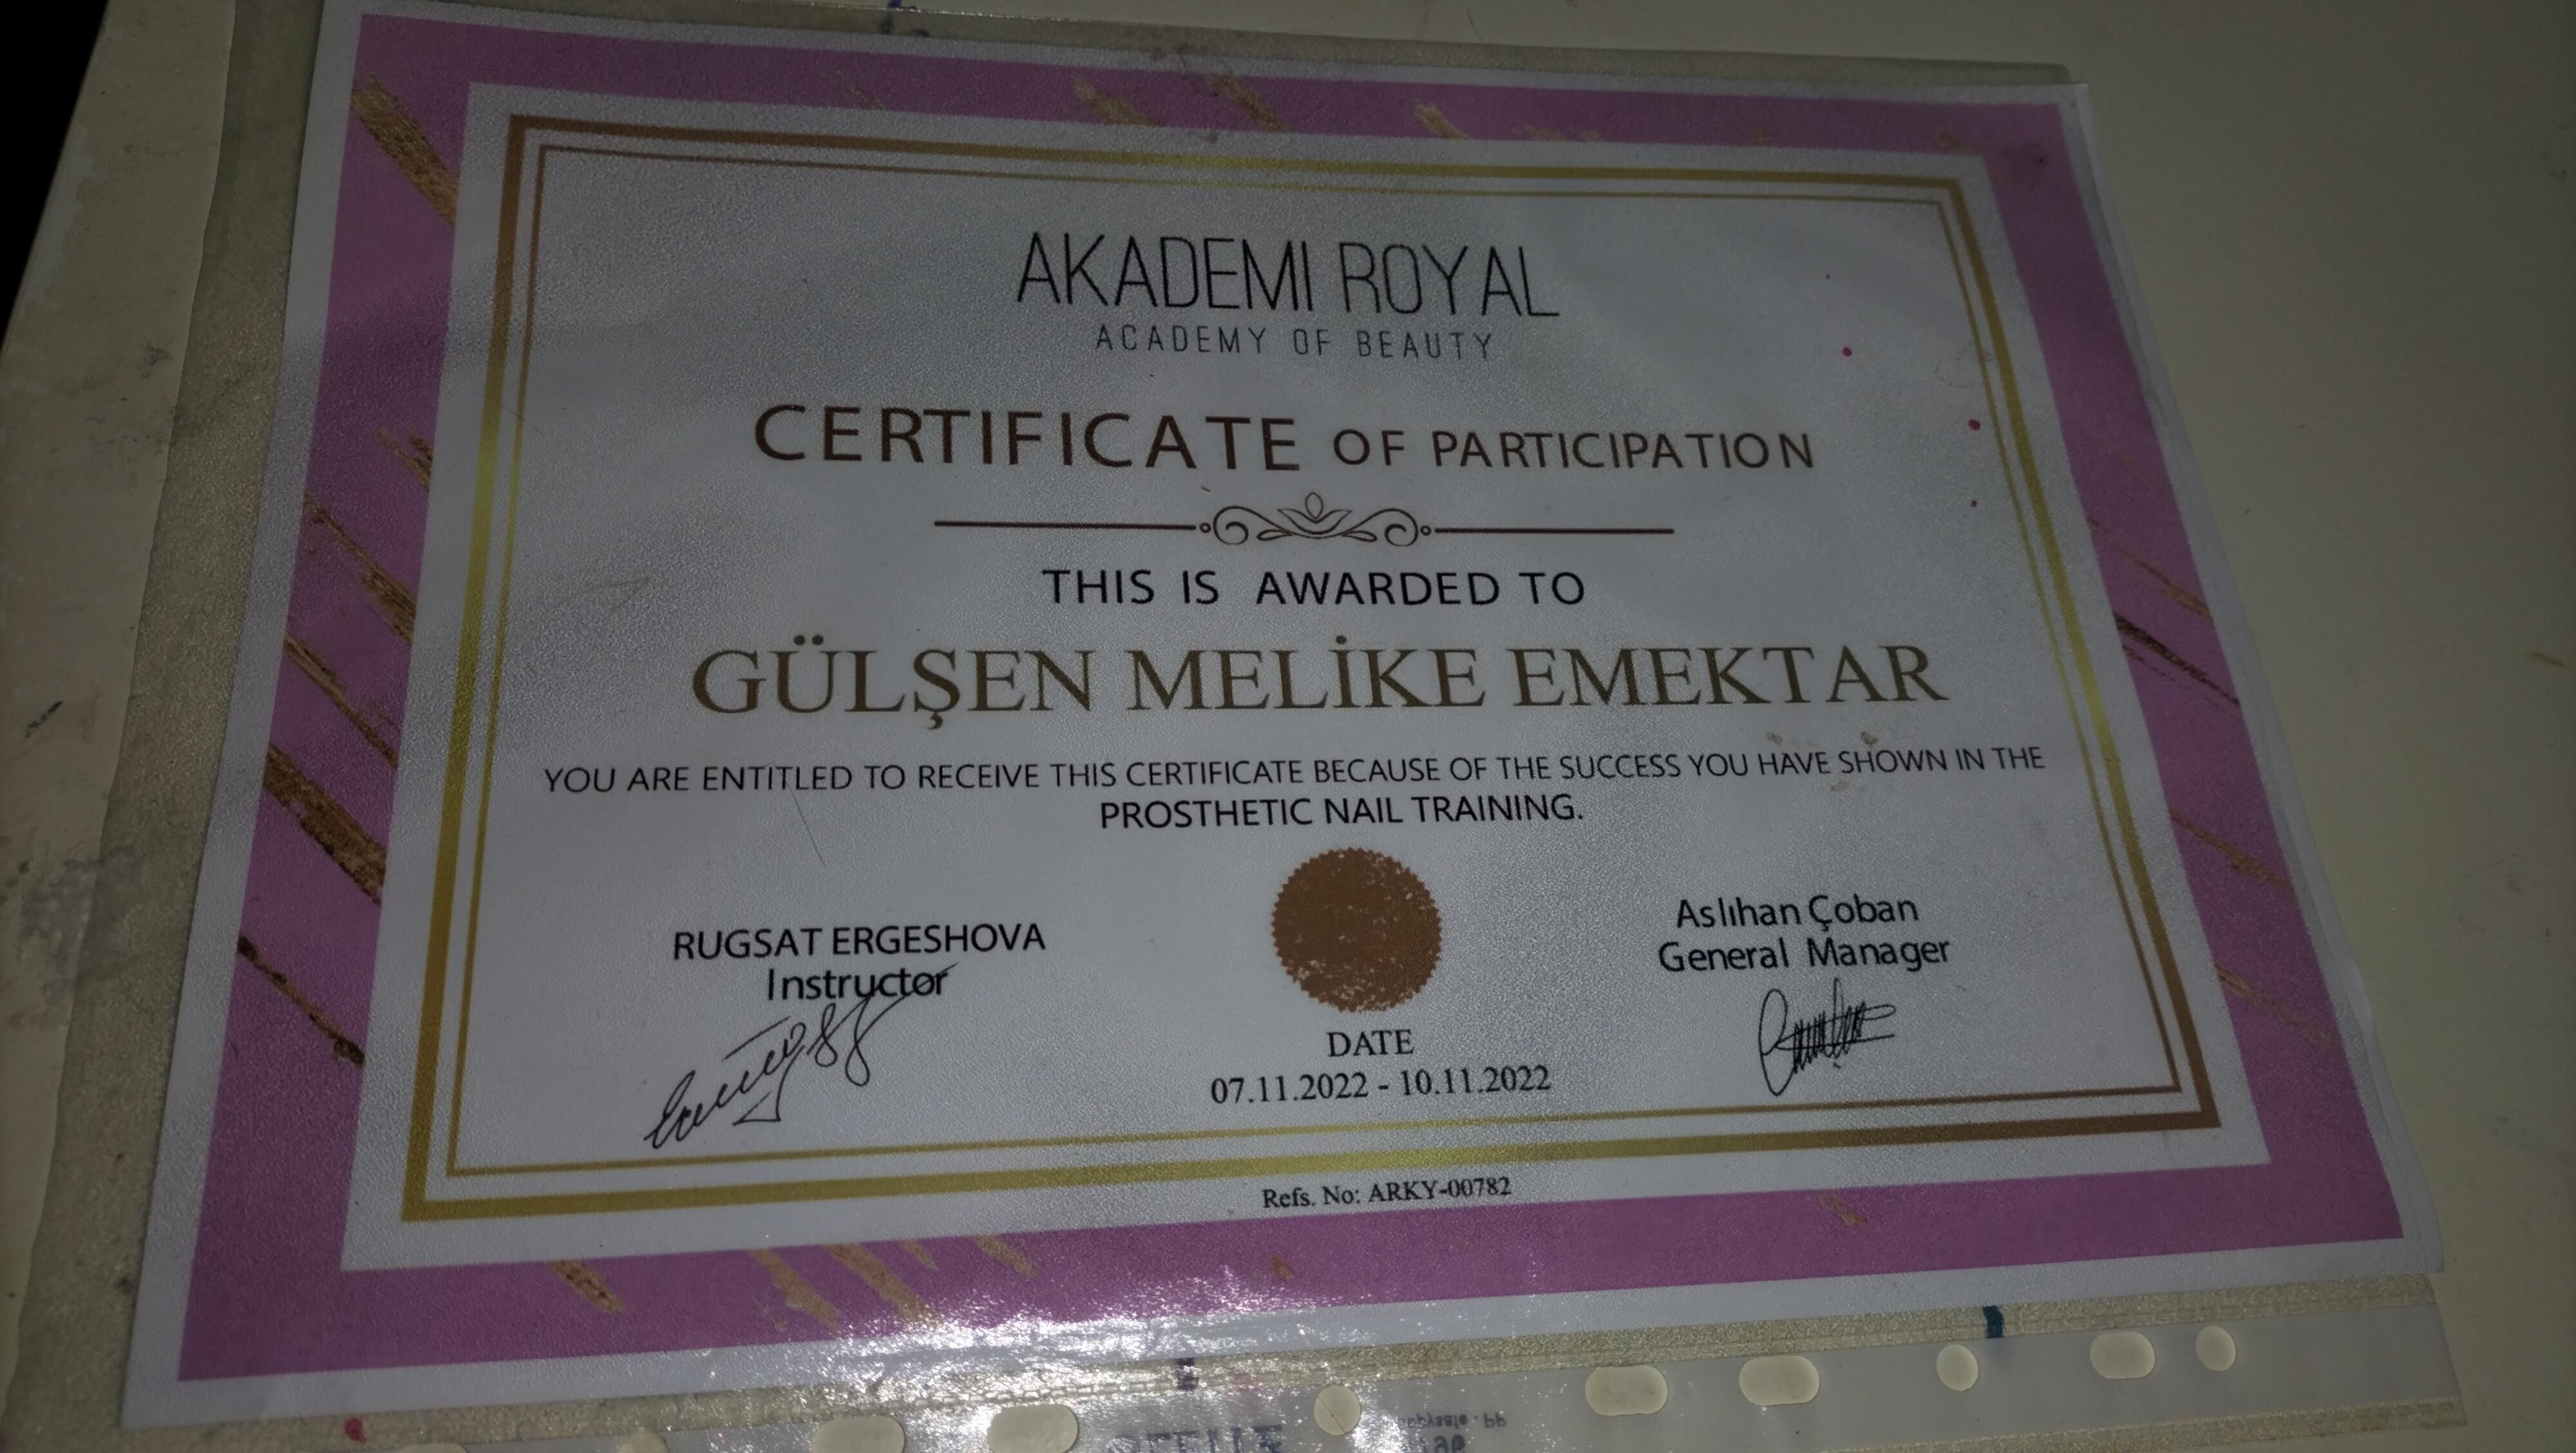 AKADEMI ROYAL
ACADEMY OF BEAUTY
CERTIFICATE OF PARTICIPATION
THIS IS AWARDED TO
GÜLŞEN MELİKE EMEKTAR
YOU ARE ENTITLED TO RECEIVE THIS CERTIFICATE BECAUSE OF THE SUCCESS YOU HAVE SHOWN IN THE
PROSTHETIC NAIL TRAINING.
RUGSAT ERGESHOVA
Instructor
Aslıhan Çoban
General Manager
DATE
07.11.2022 - 10.11.2022
Refs. No: ARKY-00782